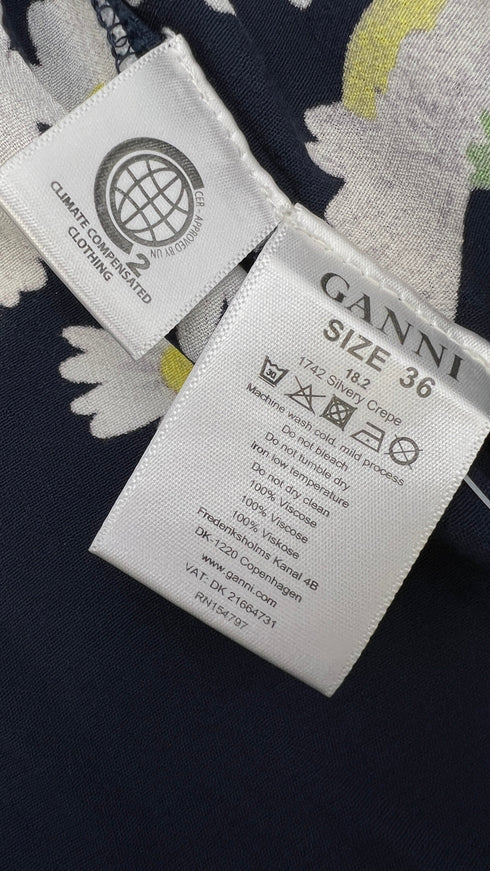 CLIMATE COMPENSATED
CLOTHING
2
CER • APPROVED BY UN
GANNI
SIZE 36
18.2
1742 Silvery Crepe
30
Machine wash cold, mild process
Do not bleach
Do not tumble dry
Iron low temperature
Do not dry clean
100% Viscose
100% Viscose
100% Viskose
Frederiksholms Kanal 4B
DK-1220 Copenhagen
www.ganni.com
VAT: DK 21664731
RN154797